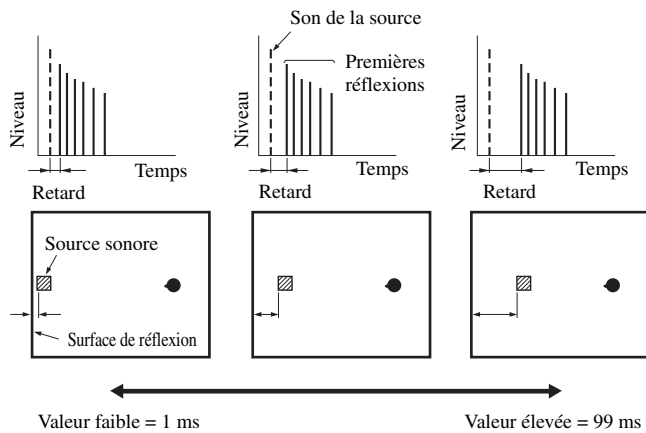 Son de la source
Premières
réflexions
Niveau
Temps
Retard
Niveau
Temps
Retard
Niveau
Temps
Retard
Source sonore
Surface de réflexion
Valeur faible = 1 ms
Valeur élevée = 99 ms